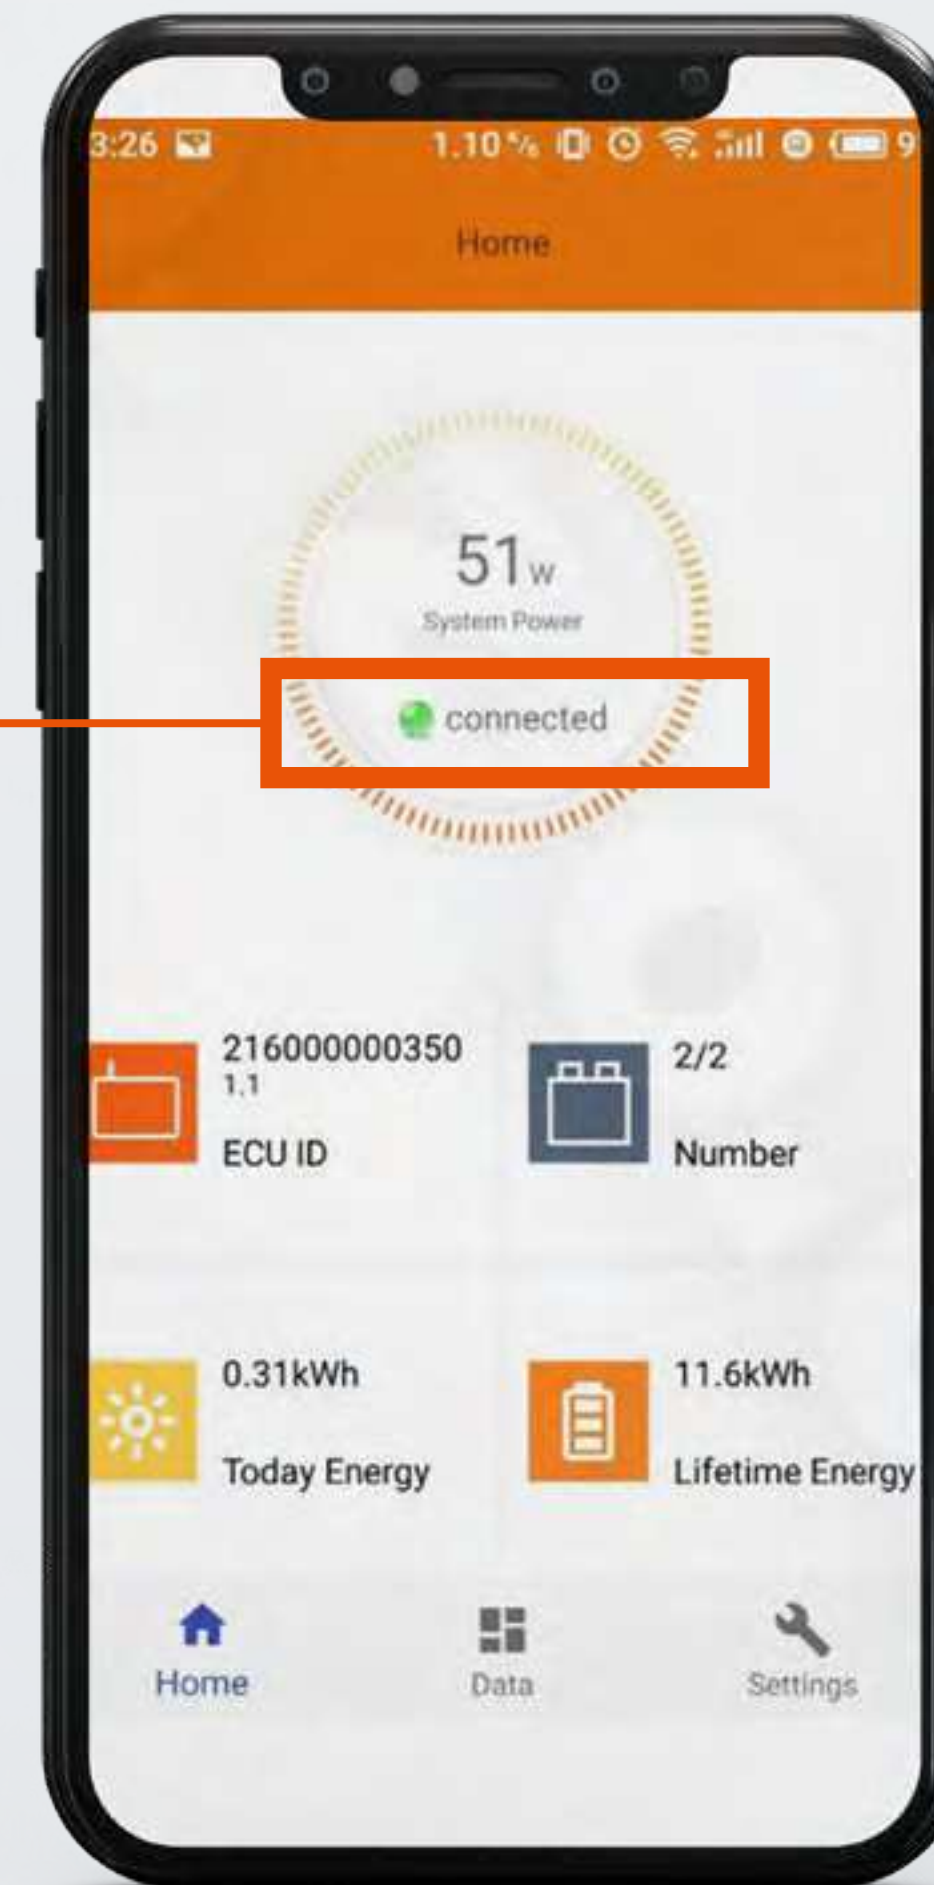 3:26 1.10 ᴷ/s 9
Home
51w
System Power
connected
216000000350 2/2
1.1
ECU ID Number
0.31kWh 11.6kWh
Today Energy Lifetime Energy
Home Data Settings